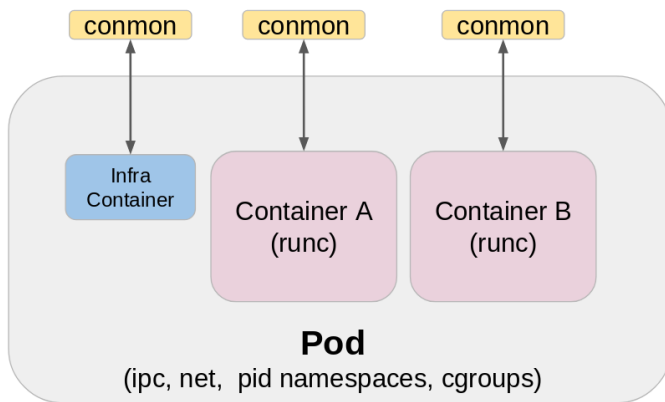 conmon
conmon
conmon
Infra
Container
Container A
(runc)
Container B
(runc)
Pod
(ipc, net, pid namespaces, cgroups)